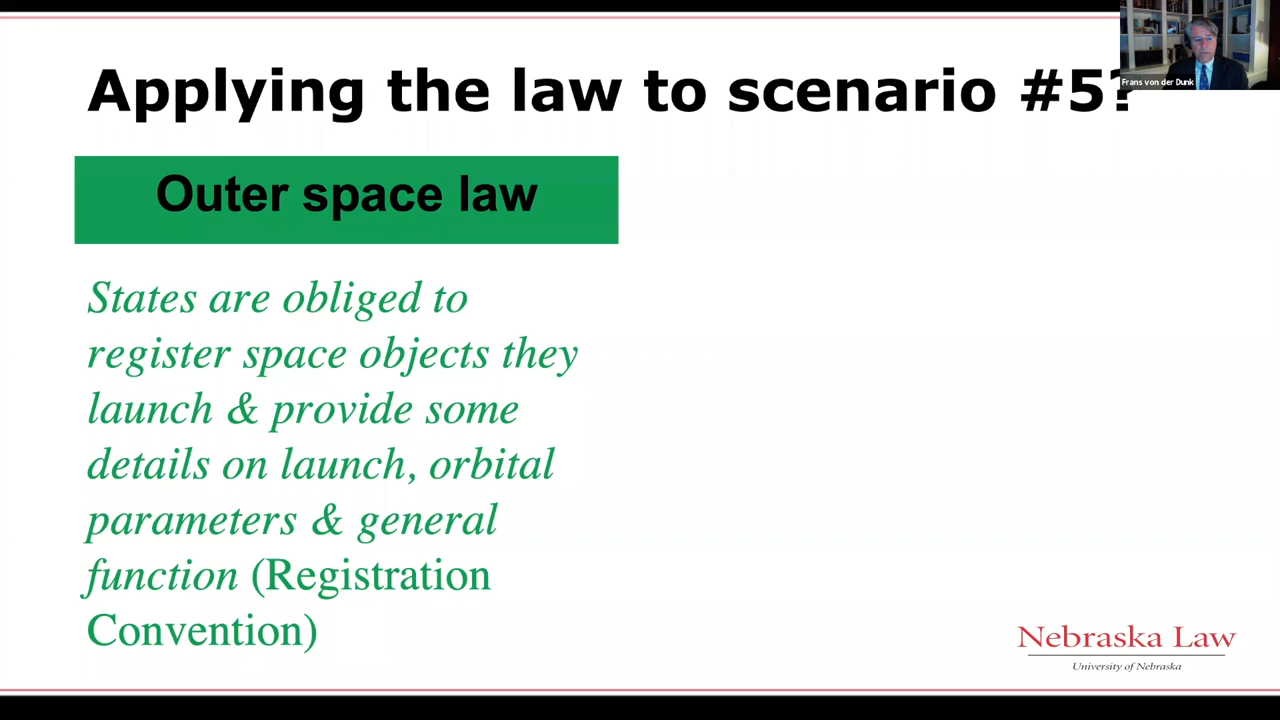 Applying the law to scenario #5?
Frans von der Dunk
Outer space law
States are obliged to
register space objects they
launch & provide some
details on launch, orbital
parameters & general
function (Registration
Convention)
Nebraska Law
University of Nebraska